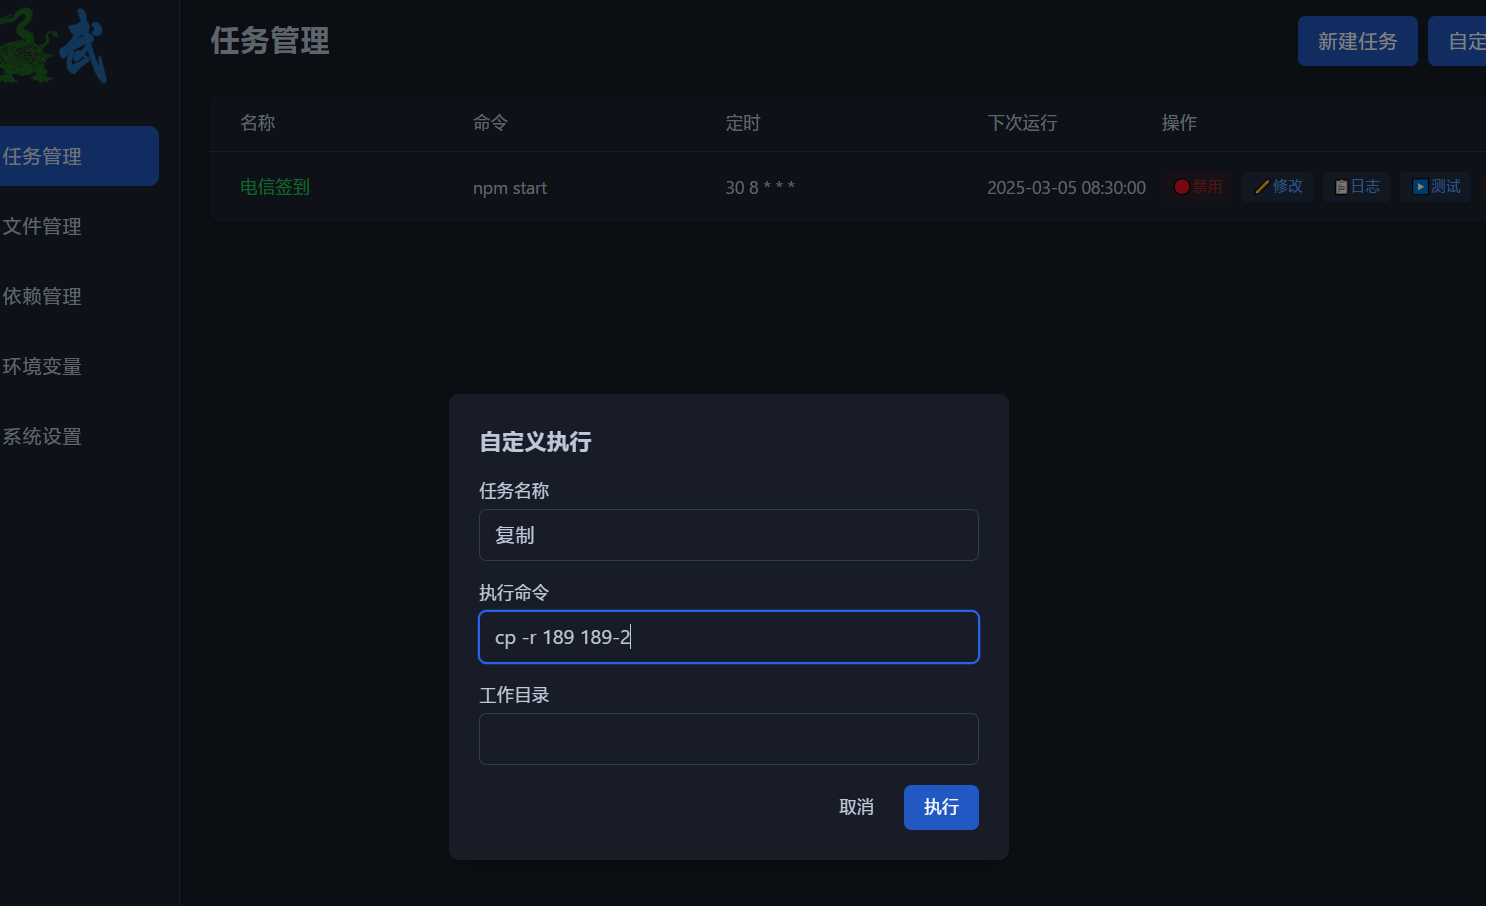 武
任务管理
新建任务
自定
任务管理
文件管理
依赖管理
环境变量
系统设置
名称 命令 定时 下次运行 操作
电信签到 npm start 30 8 * * * 2025-03-05 08:30:00 禁用 修改 日志 测试
自定义执行
任务名称
复制
执行命令
cp -r 189 189-2
工作目录
取消
执行